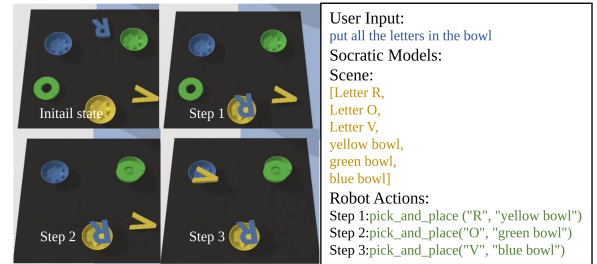 Initail state
Step 1
Step 2
Step 3
User Input:
put all the letters in the bowl
Socratic Models:
Scene:
[Letter R,
Letter O,
Letter V,
yellow bowl,
green bowl,
blue bowl]
Robot Actions:
Step 1:pick_and_place ("R", "yellow bowl")
Step 2:pick_and_place("O", "green bowl")
Step 3:pick_and_place("V", "blue bowl")